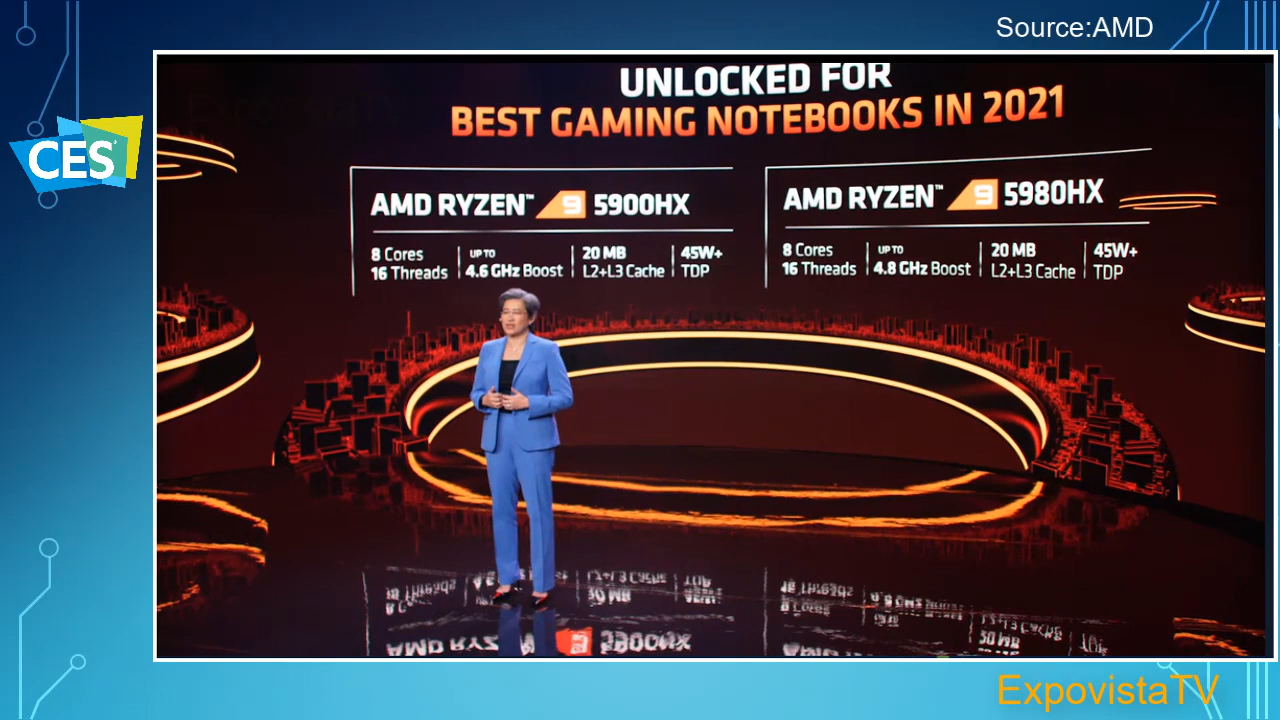 Source:AMD
CES
UNLOCKED FOR
BEST GAMING NOTEBOOKS IN 2021
AMD RYZEN™ 9 5900HX
8 Cores
16 Threads
UP TO
4.6 GHz Boost
20 MB
L2+L3 Cache
45W+
TDP
AMD RYZEN™ 9 5980HX
8 Cores
16 Threads
UP TO
4.8 GHz Boost
20 MB
L2+L3 Cache
45W+
TDP
ExpovistaTV